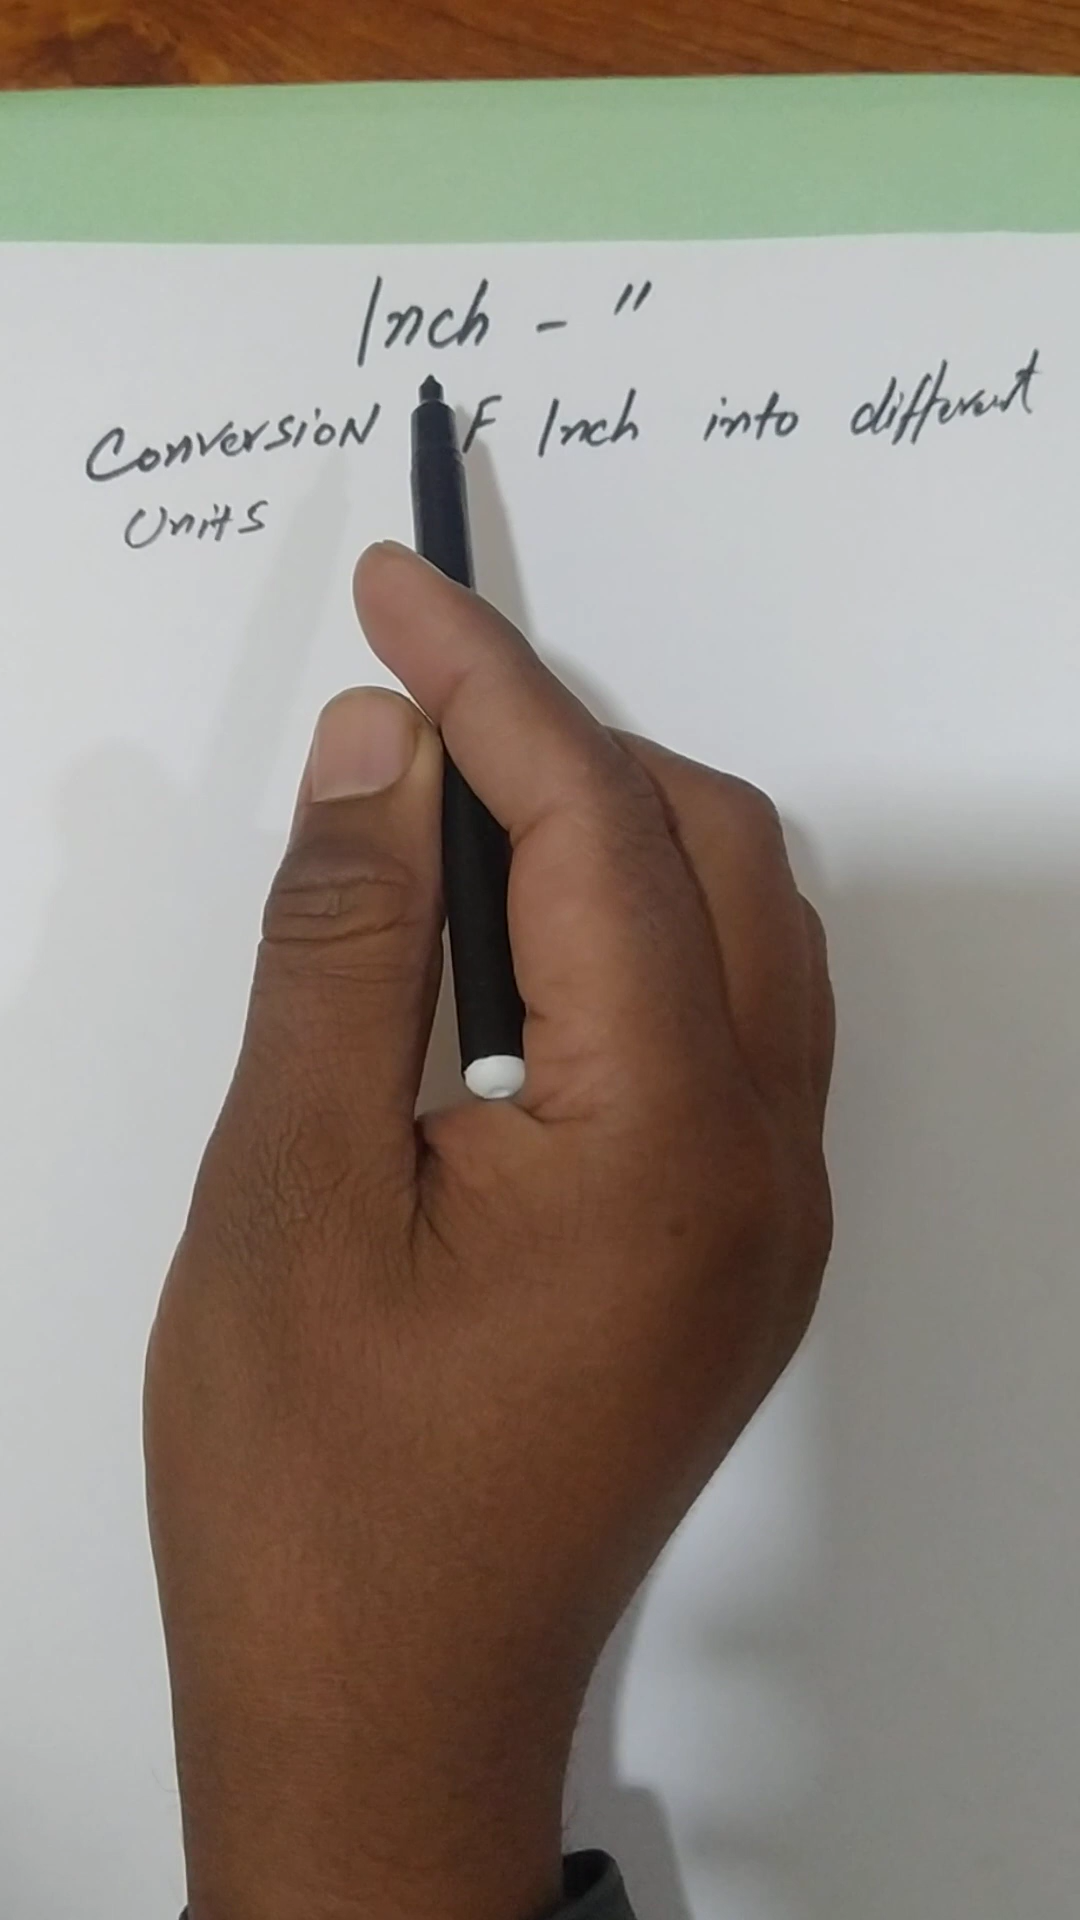 Inch - "
Conversion F Inch into different
Units